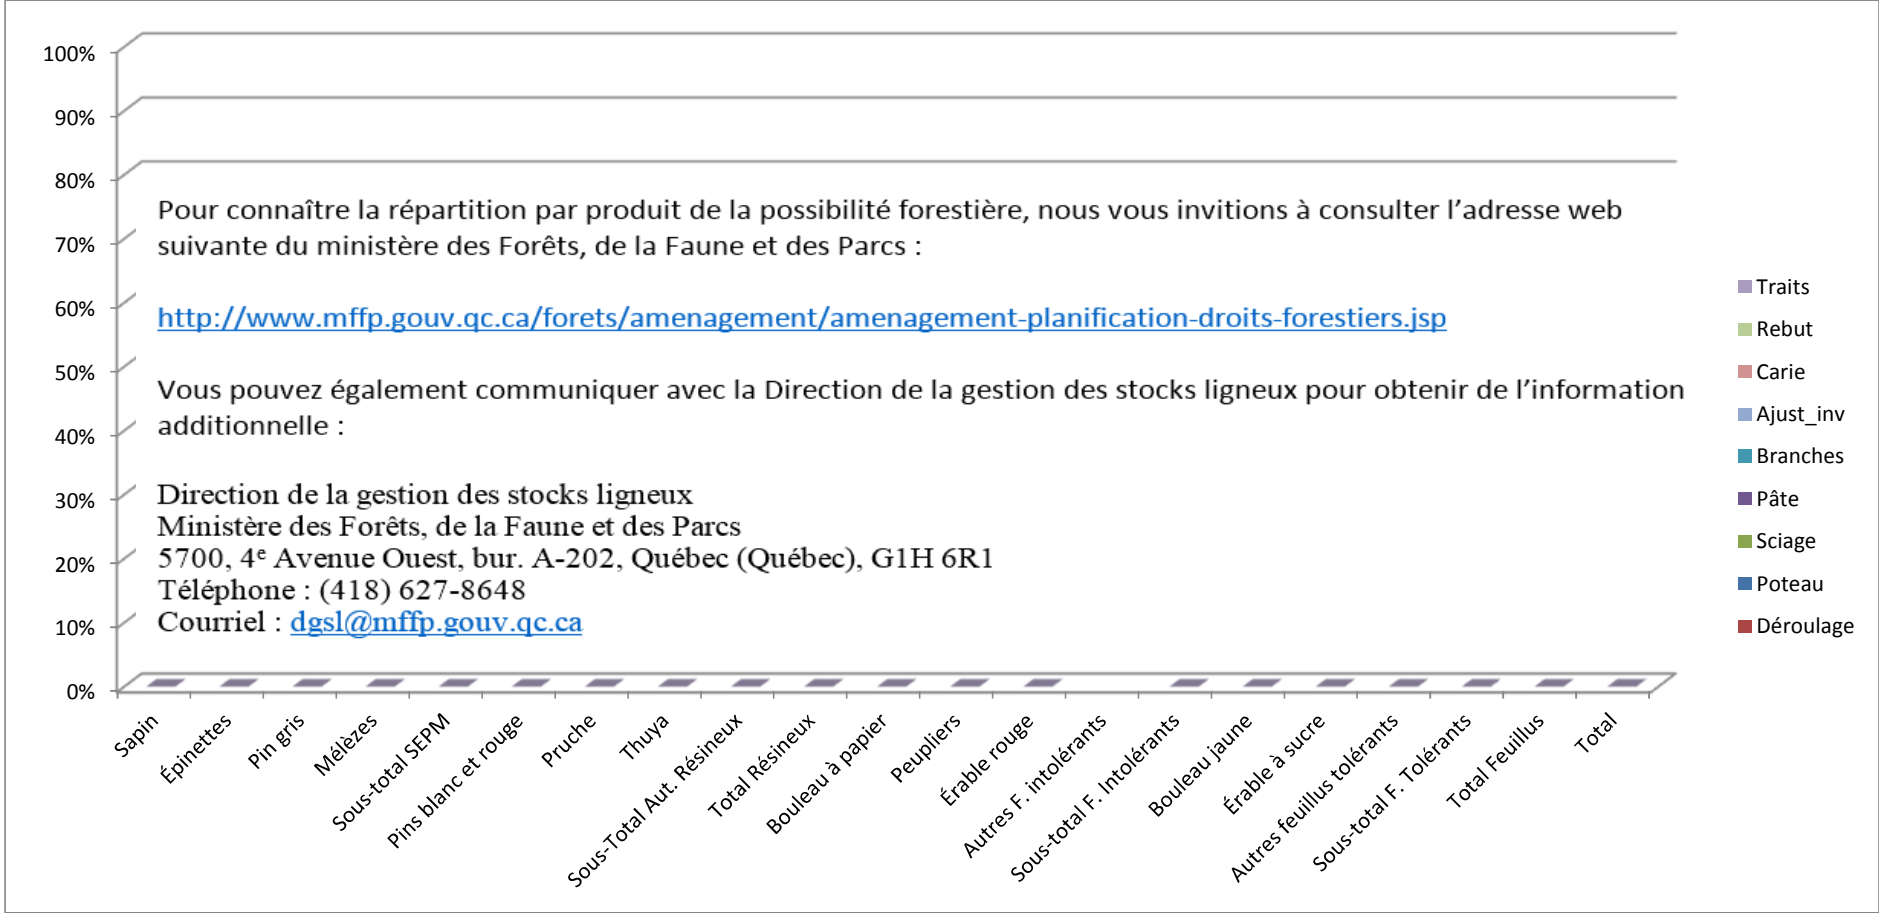 100%
90%
80%
70%
60%
50%
40%
30%
20%
10%
0%
Pour connaître la répartition par produit de la possibilité forestière, nous vous invitions à consulter l'adresse web
suivante du ministère des Forêts, de la Faune et des Parcs :
http://www.mffp.gouv.qc.ca/forets/amenagement/amenagement-planification-droits-forestiers.jsp
Vous pouvez également communiquer avec la Direction de la gestion des stocks ligneux pour obtenir de l'information
additionnelle :
Direction de la gestion des stocks ligneux
Ministère des Forêts, de la Faune et des Parcs
5700, 4e Avenue Ouest, bur. A-202, Québec (Québec), G1H 6R1
Téléphone : (418) 627-8648
Courriel : dgsl@mffp.gouv.qc.ca
Sapin
Épinettes
Pin gris
Mélèzes
Sous-total SEPM
Pins blanc et rouge
Pruche
Thuya
Sous-Total Aut. Résineux
Total Résineux
Bouleau à papier
Peupliers
Érable rouge
Autres F. intolérants
Sous-total F. Intolérants
Bouleau jaune
Érable à sucre
Autres feuillus tolérants
Sous-total F. Tolérants
Total Feuillus
Total
Traits
Rebut
Carie
Ajust_inv
Branches
Pâte
Sciage
Poteau
Déroulage